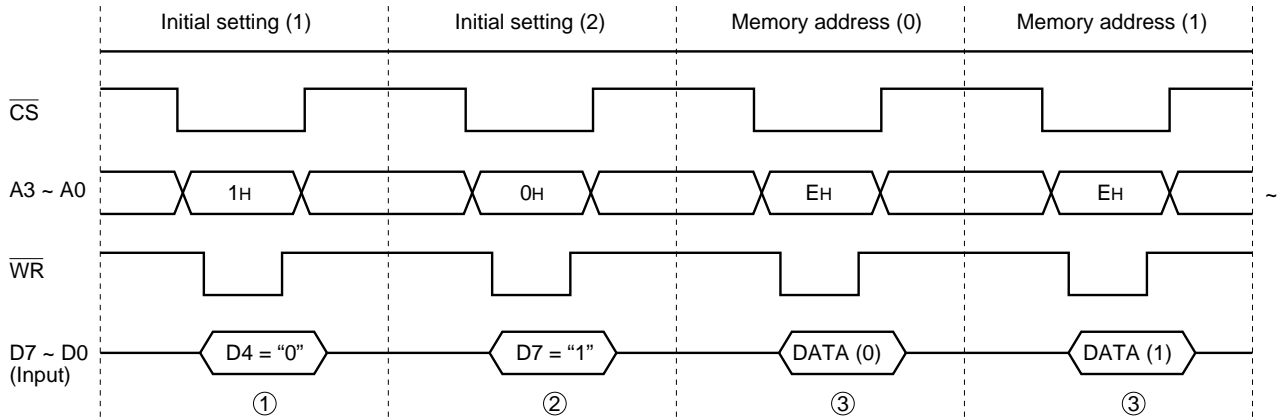 Initial setting (1) Initial setting (2) Memory address (0) Memory address (1)
CS
A3 ~ A0 1H 0H EH EH ~
WR
D7 ~ D0 D4 = “0” D7 = “1” DATA (0) DATA (1)
(Input)
① ② ③ ③